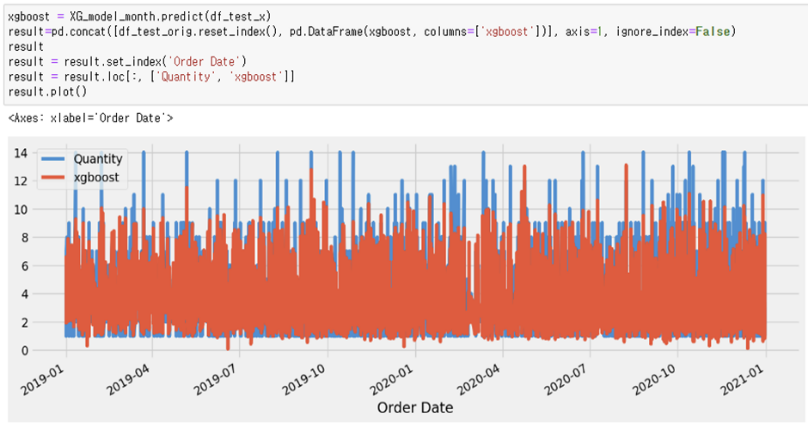 xgboost = XG_model_month.predict(df_test_x)
result=pd.concat([df_test_orig.reset_index(), pd.DataFrame(xgboost, columns=['xgboost'])], axis=1, ignore_index=False)
result
result = result.set_index('Order Date')
result = result.loc[:, ['Quantity', 'xgboost']]
result.plot()
<Axes: xlabel='Order Date'>
14
Quantity
12
xgboost
10
8
6
4
2
0
2019-01
2019-04
2019-07
2019-10
2020-01
2020-04
2020-07
2020-10
2021-01
Order Date